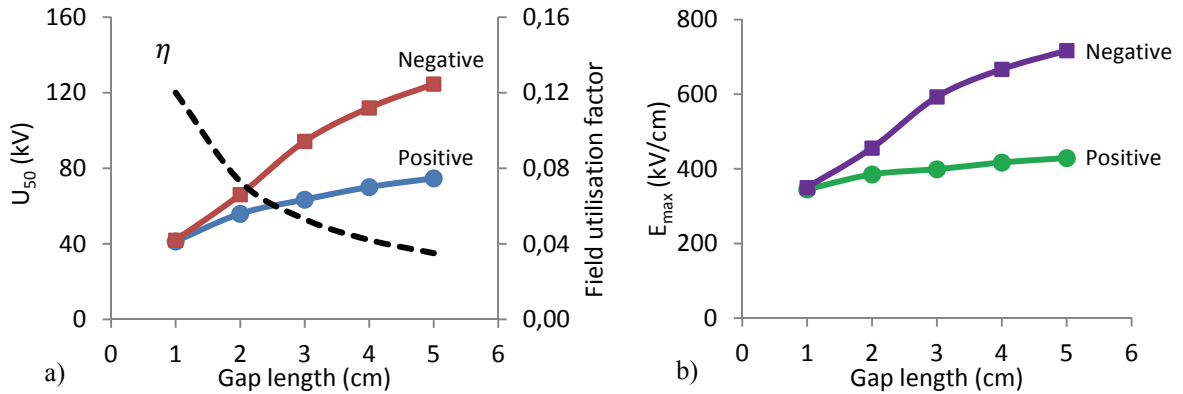 160
120
80
40
0
U50 (kV)
η
Negative
Positive
0,16
0,12
0,08
0,04
0,00
Field utilisation factor
0 1 2 3 4 5 6
Gap length (cm)
a)
800
600
400
200
0
Emax (kV/cm)
Negative
Positive
0 1 2 3 4 5 6
Gap length (cm)
b)